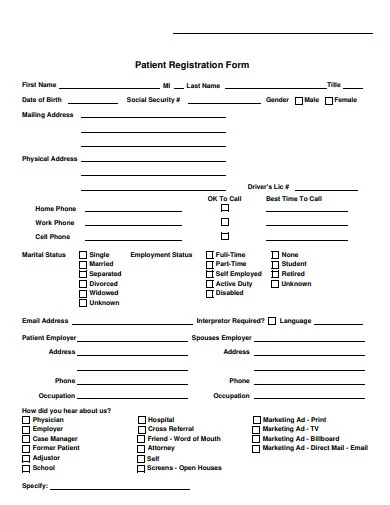 Patient Registration Form
First Name MI Last Name Title
Date of Birth Social Security # Gender Male Female
Mailing Address
Physical Address
Driver's Lic #
OK To Call Best Time To Call
Home Phone
Work Phone
Cell Phone
Marital Status Single Employment Status Full-Time None
Married Part-Time Student
Separated Self Employed Retired
Divorced Active Duty Unknown
Widowed Disabled
Unknown
Email Address Interpretor Required? Language
Patient Employer Spouses Employer
Address Address
Phone Phone
Occupation Occupation
How did you hear about us?
Physician Hospital Marketing Ad - Print
Employer Cross Referral Marketing Ad - TV
Case Manager Friend - Word of Mouth Marketing Ad - Billboard
Former Patient Attorney Marketing Ad - Direct Mail - Email
Adjustor Self
School Screens - Open Houses
Specify: